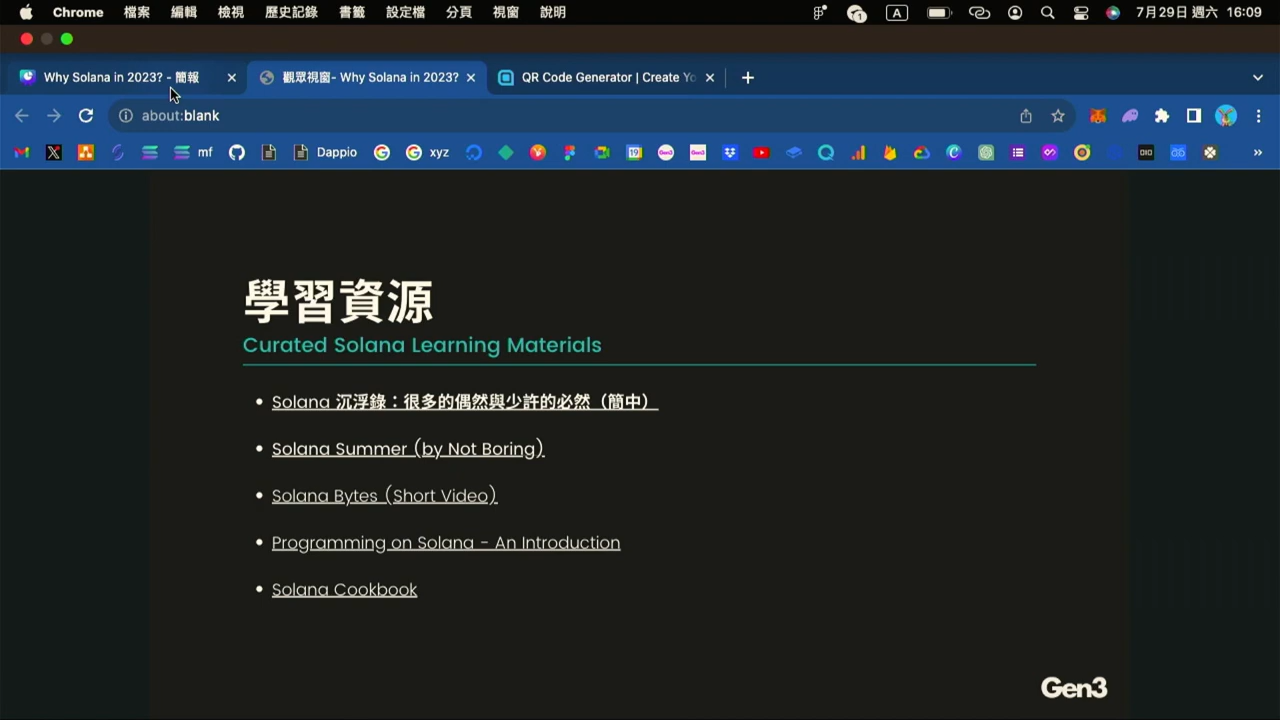 Chrome 檔案 編輯 檢視 歷史記錄 書籤 設定檔 分頁 視窗 說明 1 A 7月29日 週六 16:09
Why Solana in 2023? - 簡報 觀眾視窗- Why Solana in 2023? QR Code Generator | Create Yo
about:blank
mf Dappio xyz 19 Gen3 Gen3
學習資源
Curated Solana Learning Materials
• Solana 沉浮錄：很多的偶然與少許的必然（簡中）
• Solana Summer (by Not Boring)
• Solana Bytes (Short Video)
• Programming on Solana - An Introduction
• Solana Cookbook
Gen3